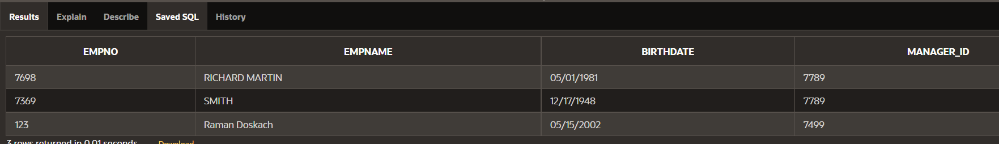 Results Explain Describe Saved SQL History
EMPNO EMPNAME BIRTHDATE MANAGER_ID
7698 RICHARD MARTIN 05/01/1981 7789
7369 SMITH 12/17/1948 7789
123 Raman Doskach 05/15/2002 7499
3 rows returned in 0.01 seconds Download